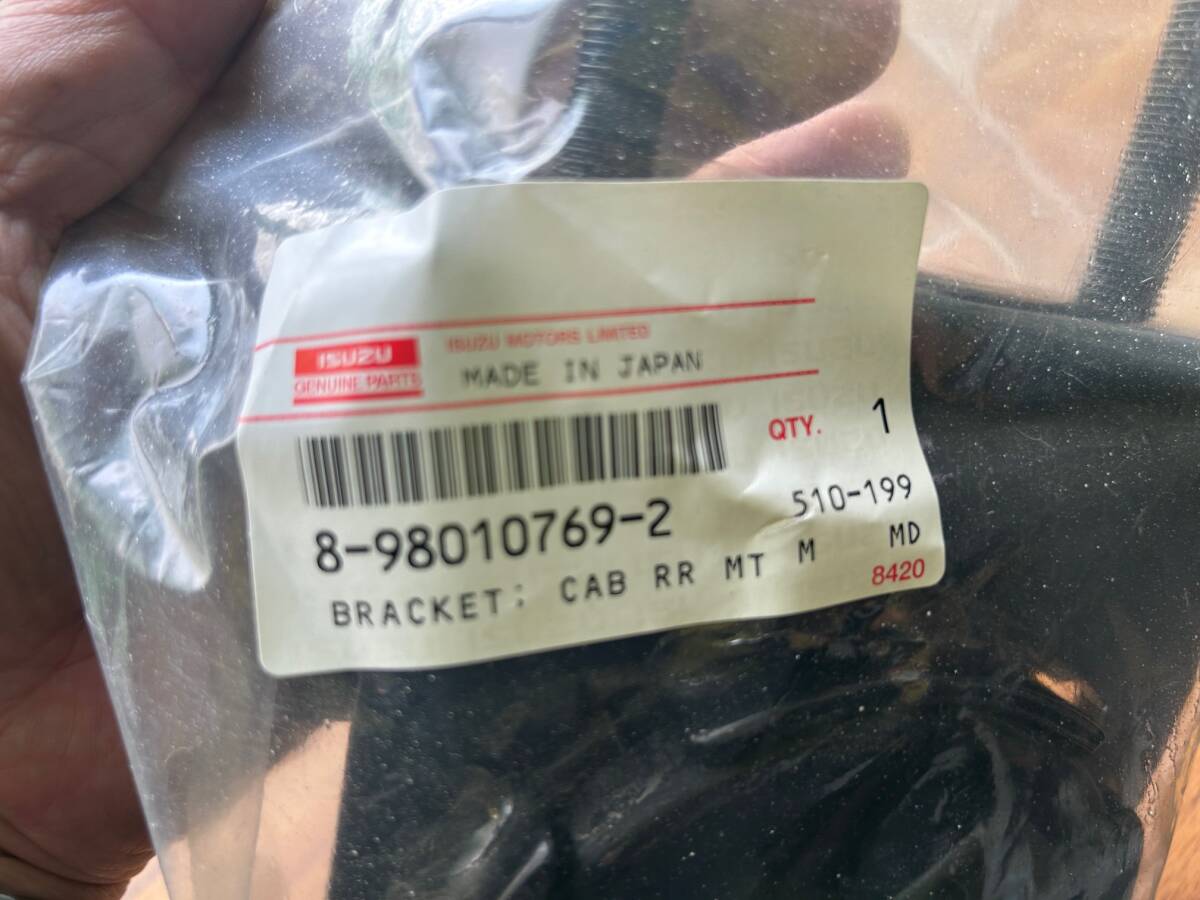 ISUZU
GENUINE PARTS
ISUZU MOTORS LIMITED
MADE IN JAPAN
QTY. 1
8-98010769-2
510-199
BRACKET; CAB RR MT M
MD
8420